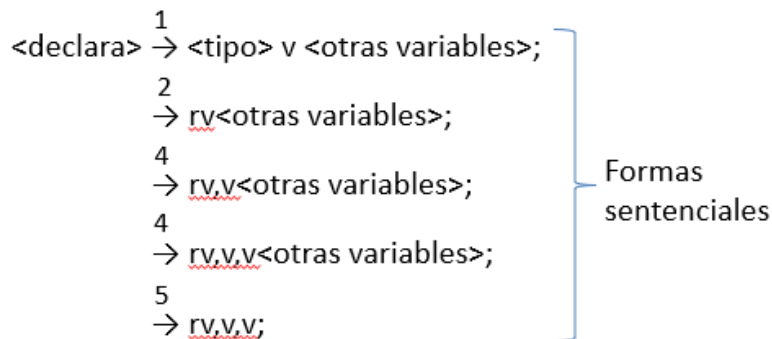 1
<declara> → <tipo> v <otras variables>;
2
→ rv<otras variables>;
4
→ rv,v<otras variables>;
4
→ rv,v,v<otras variables>;
5
→ rv,v,v;
Formas
sentenciales